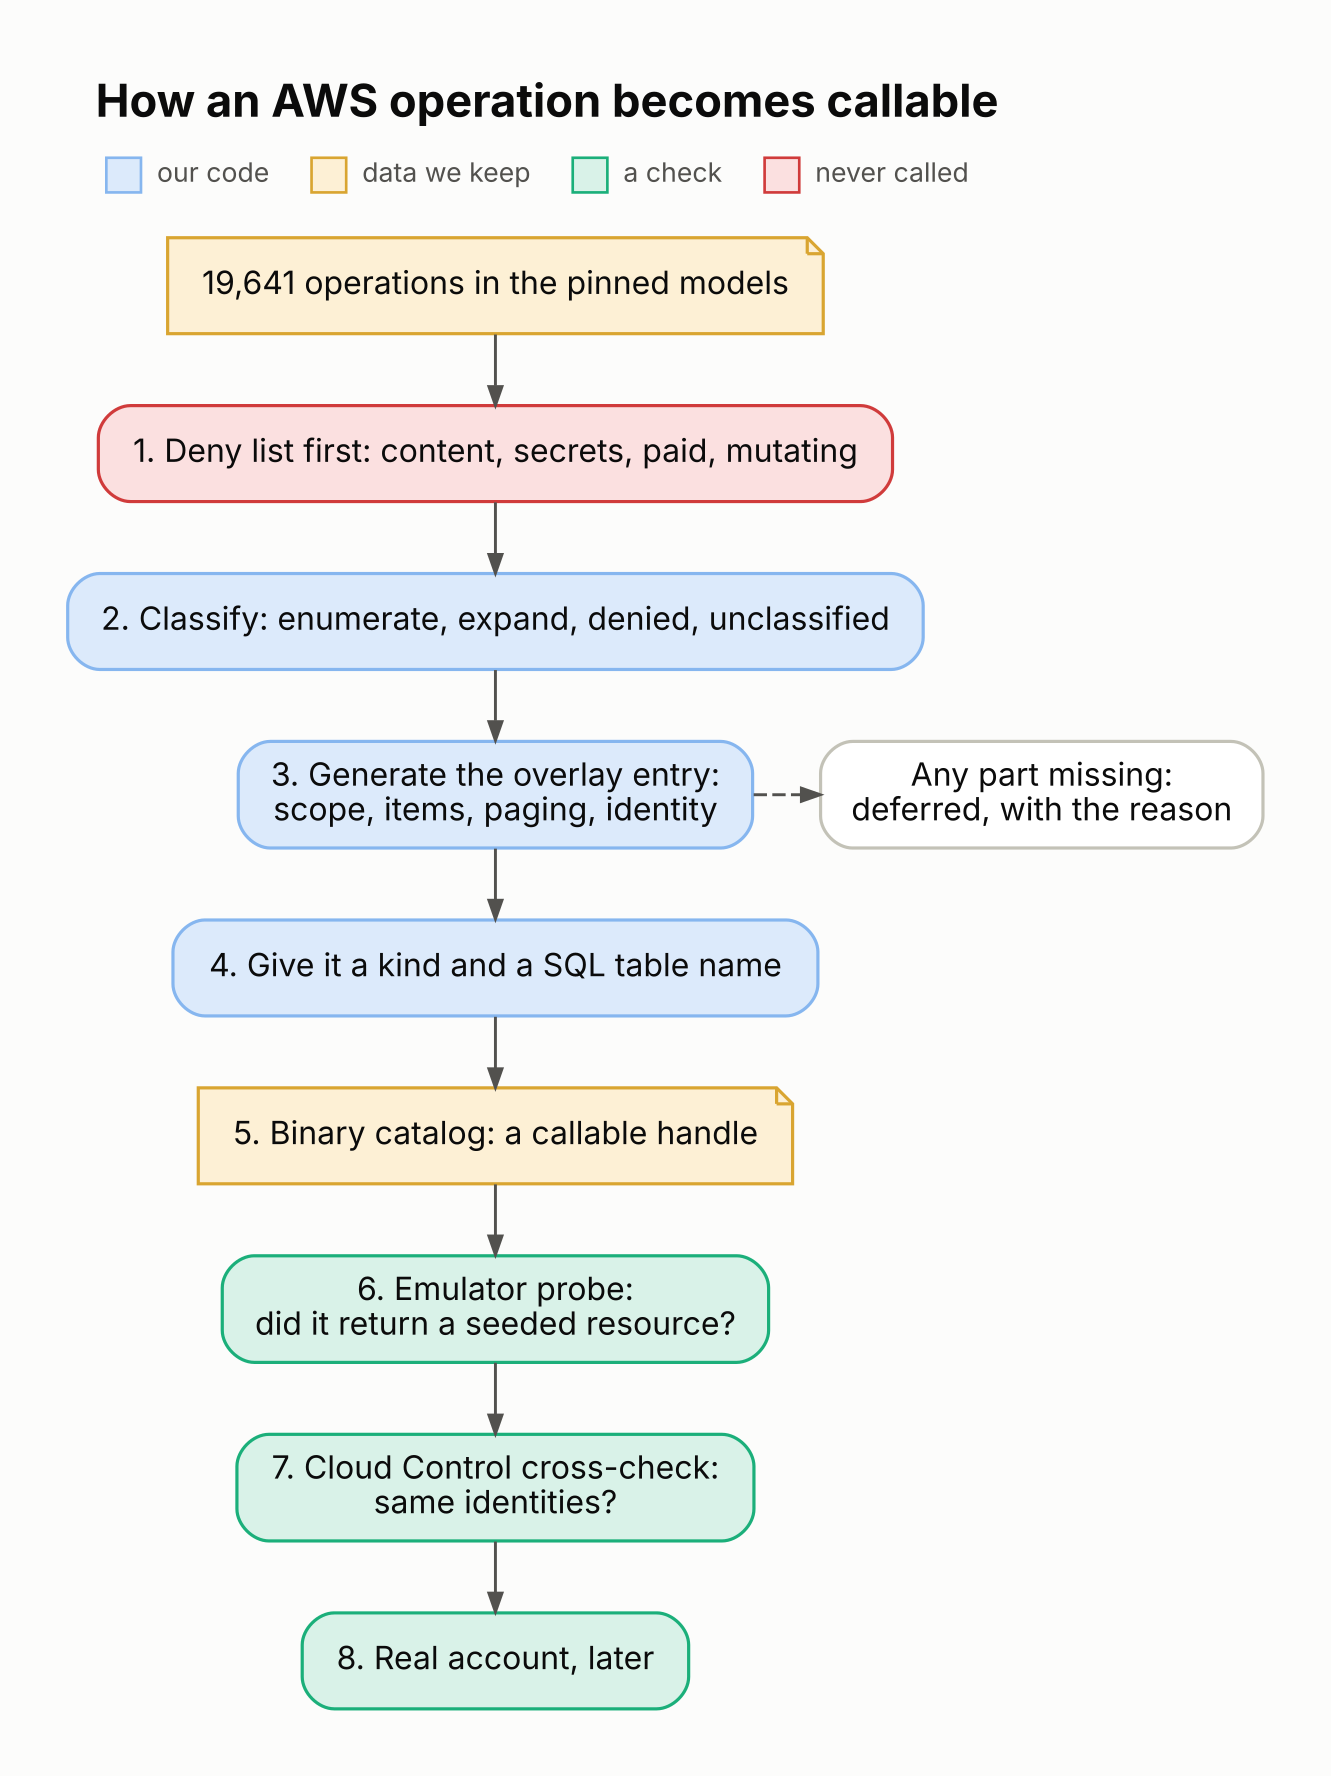 How an AWS operation becomes callable
our code
data we keep
a check
never called
19,641 operations in the pinned models
1. Deny list first: content, secrets, paid, mutating
2. Classify: enumerate, expand, denied, unclassified
3. Generate the overlay entry:
scope, items, paging, identity
Any part missing:
deferred, with the reason
4. Give it a kind and a SQL table name
5. Binary catalog: a callable handle
6. Emulator probe:
did it return a seeded resource?
7. Cloud Control cross-check:
same identities?
8. Real account, later